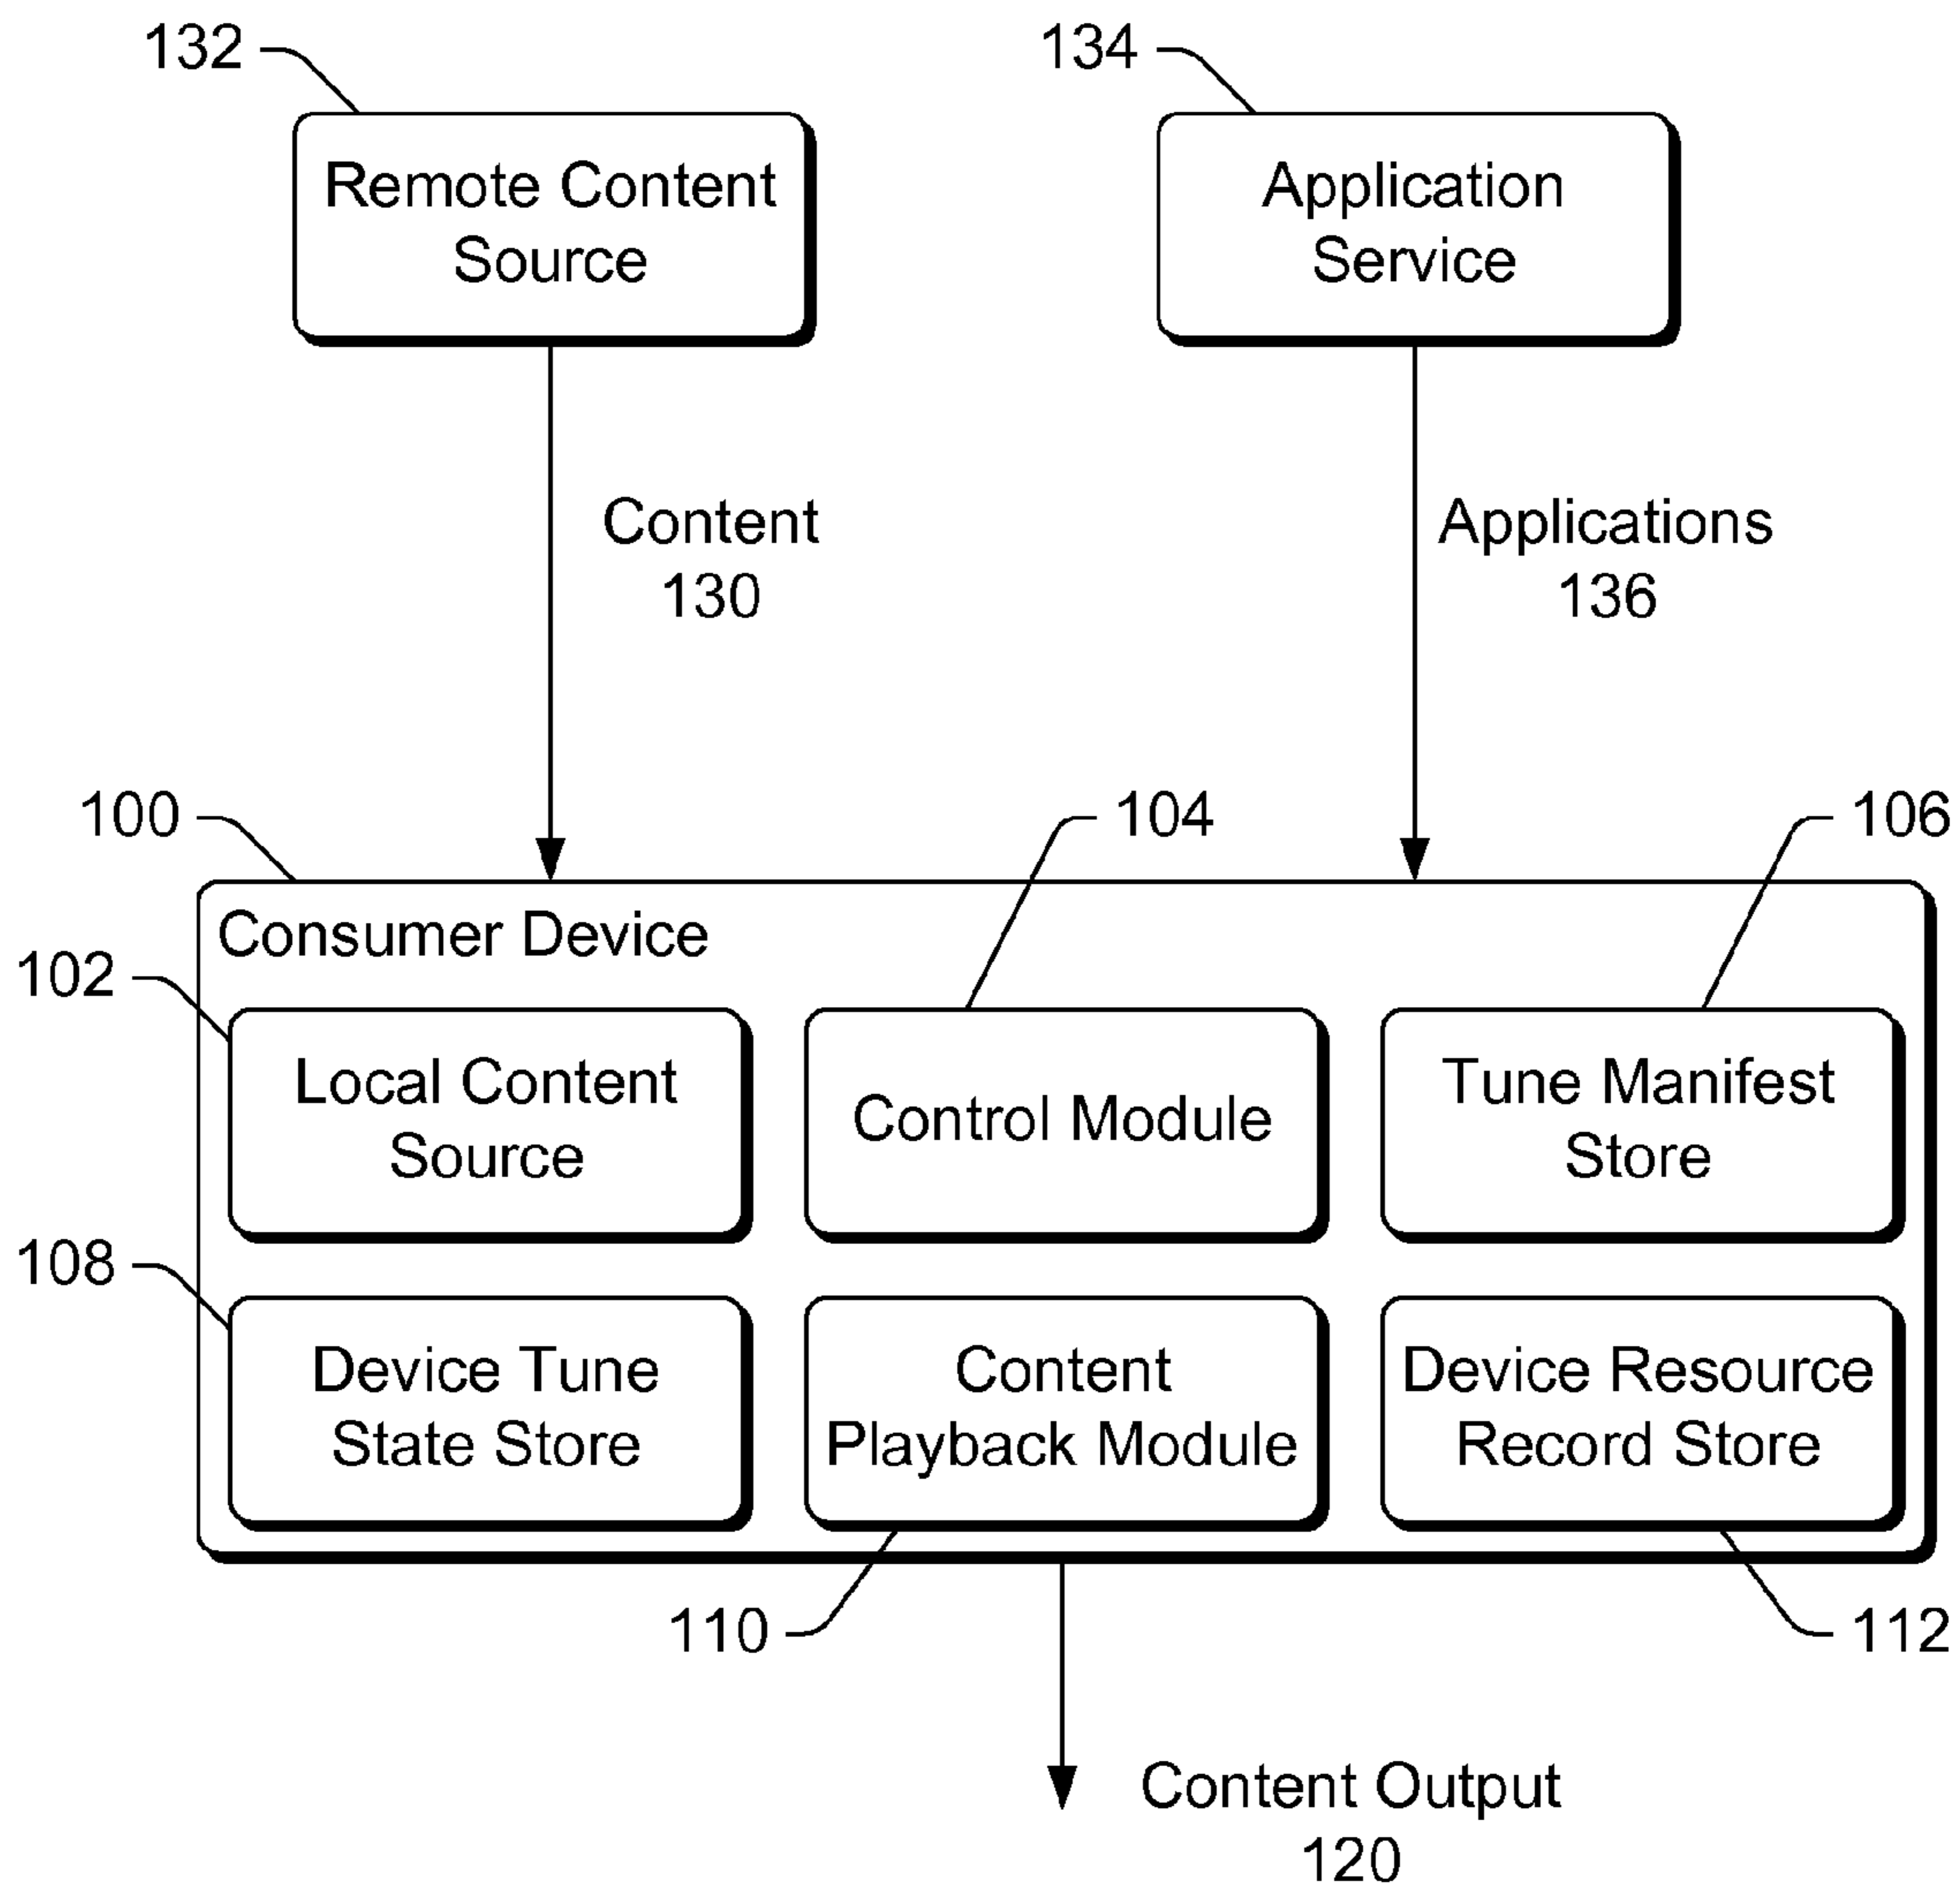 132
134
Remote Content
Source
Application
Service
Content
130
Applications
136
100
104
106
Consumer Device
102
Local Content
Source
Control Module
Tune Manifest
Store
108
Device Tune
State Store
Content
Playback Module
Device Resource
Record Store
110
112
Content Output
120